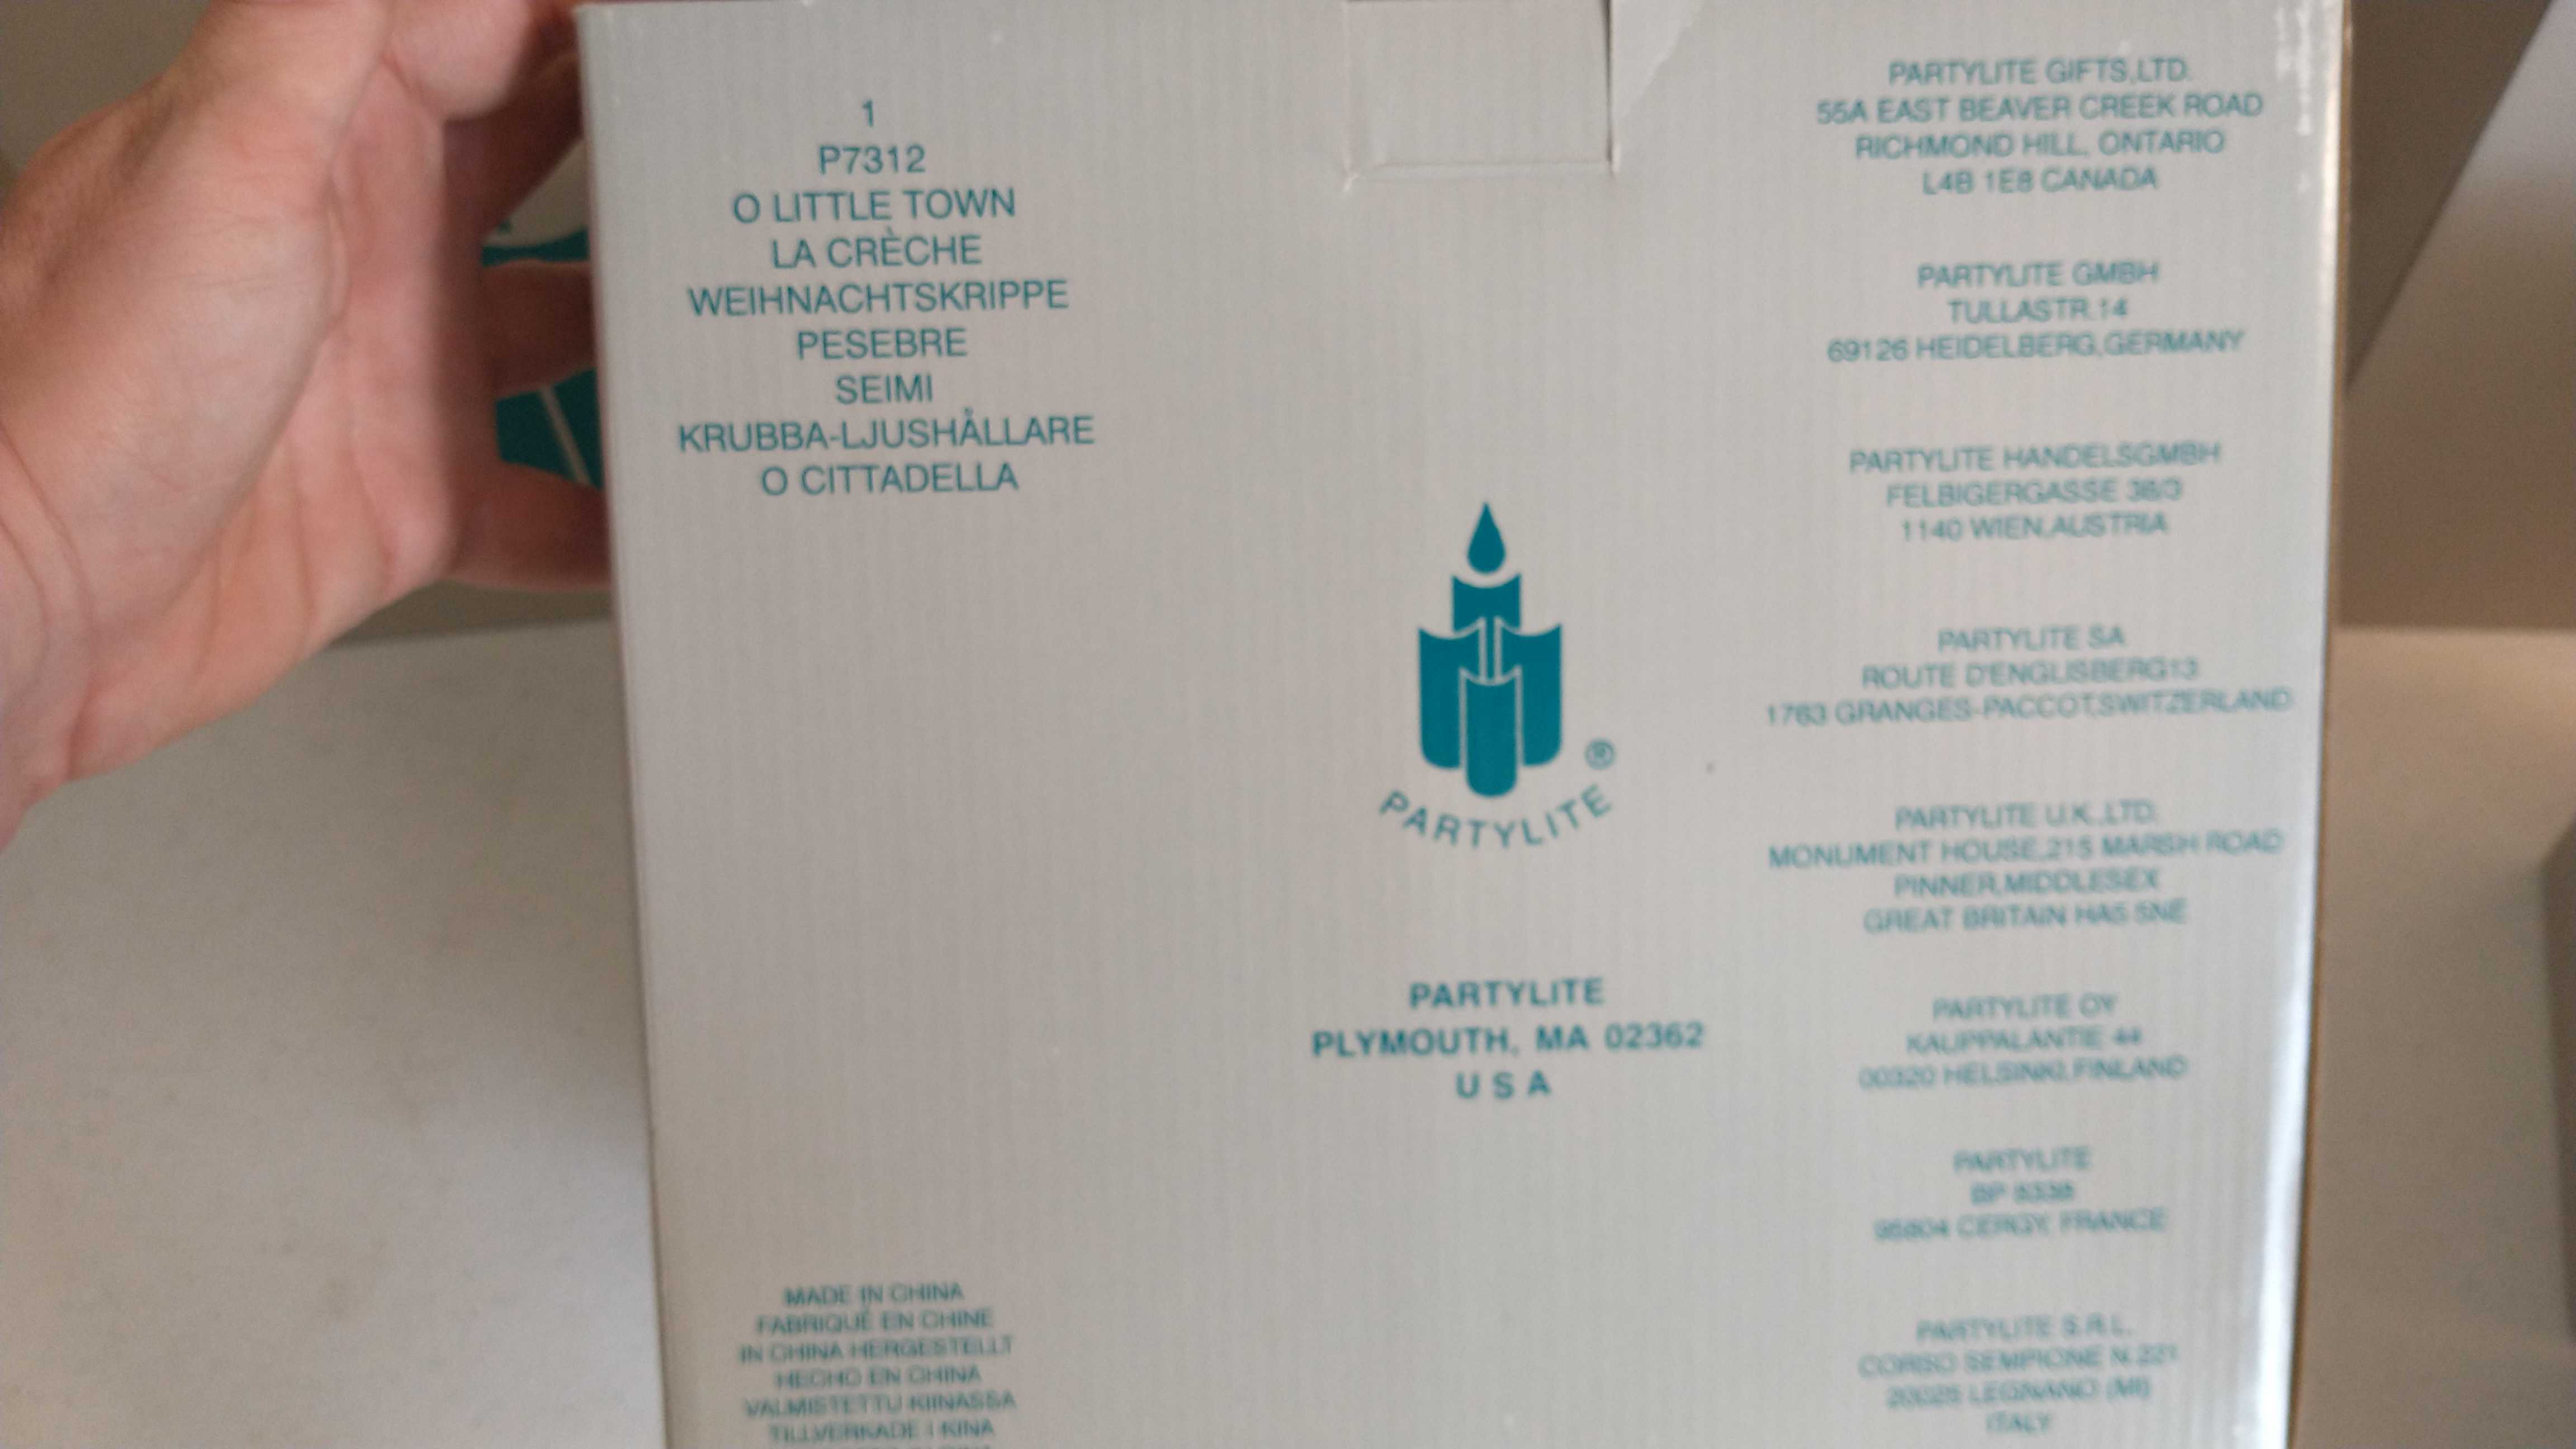 1
P7312
O LITTLE TOWN
LA CRÈCHE
WEIHNACHTSKRIPPE
PESEBRE
SEIMI
KRUBBA-LJUSHÅLLARE
O CITTADELLA
MADE IN CHINA
FABRIQUÉ EN CHINE
IN CHINA HERGESTELLT
HECHO EN CHINA
VALMISTETTU KIINASSA
TILLVERKADE I KINA
®
PARTYLITE
PARTYLITE
PLYMOUTH, MA 02362
USA
PARTYLITE GIFTS,LTD.
55A EAST BEAVER CREEK ROAD
RICHMOND HILL, ONTARIO
L4B 1E8 CANADA
PARTYLITE GMBH
TULLASTR.14
69126 HEIDELBERG,GERMANY
PARTYLITE HANDELSGMBH
FELBIGERGASSE
1140 WIEN,AUSTRIA
PARTYLITE SA
ROUTE D'ENGLISBERG13
1763 GRANGES-PACCOT,SWITZERLAND
PARTYLITE U.K.,LTD.
MONUMENT HOUSE,215 MARSH ROAD
PINNER,MIDDLESEX
GREAT BRITAIN HA5 5NE
PARTYLITE OY
KAUPPALANTIE 44
00320 HELSINKI,FINLAND
PARTYLITE
BP
CERGY, FRANCE
PARTYLITE S.R.L.
CORSO SEMPIONE N.221
20025 LEGNANO (MI)
ITALY